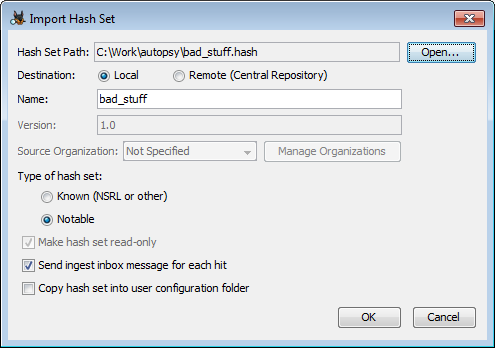 Import Hash Set
Hash Set Path: C:\Work\autopsy\bad_stuff.hash Open...
Destination: Local Remote (Central Repository)
Name: bad_stuff
Version: 1.0
Source Organization: Not Specified Manage Organizations
Type of hash set:
Known (NSRL or other)
Notable
Make hash set read-only
Send ingest inbox message for each hit
Copy hash set into user configuration folder
OK Cancel